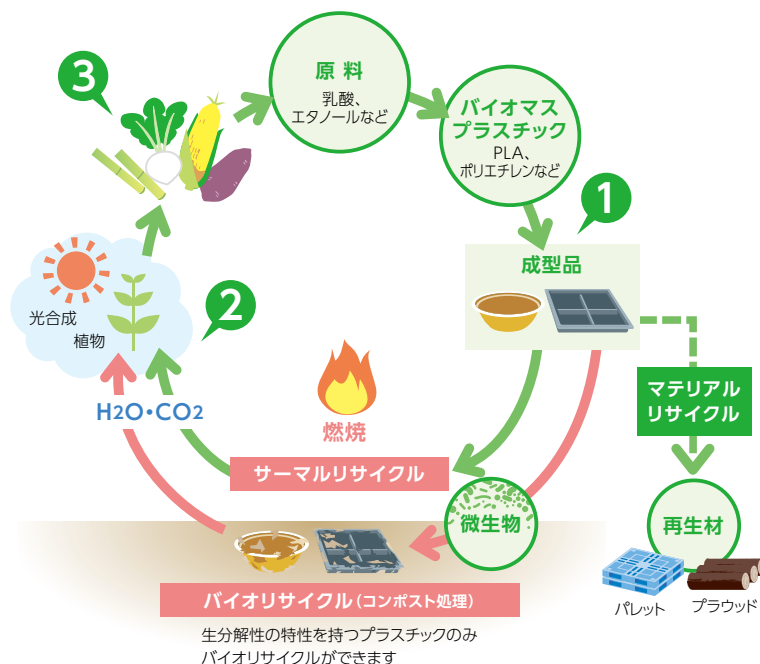 3
原料
乳酸、
エタノールなど
バイオマス
プラスチック
PLA、
ポリエチレンなど
1
成型品
光合成
植物
2
H2O・CO2
燃焼
サーマルリサイクル
マテリアル
リサイクル
微生物
再生材
パレット
プラウッド
バイオリサイクル(コンポスト処理)
生分解性の特性を持つプラスチックのみ
バイオリサイクルができます